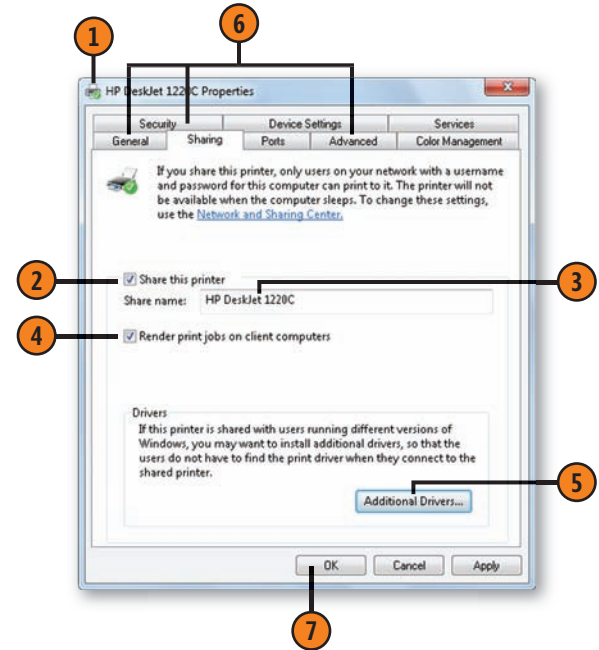 1
6
HP DeskJet 1220C Properties
Security Device Settings Services
General Sharing Ports Advanced Color Management
If you share this printer, only users on your network with a username
and password for this computer can print to it. The printer will not
be available when the computer sleeps. To change these settings,
use the Network and Sharing Center.
2
Share this printer
3
Share name: HP DeskJet 1220C
4
Render print jobs on client computers
Drivers
If this printer is shared with users running different versions of
Windows, you may want to install additional drivers, so that the
users do not have to find the print driver when they connect to the
shared printer.
5
Additional Drivers...
OK Cancel Apply
7